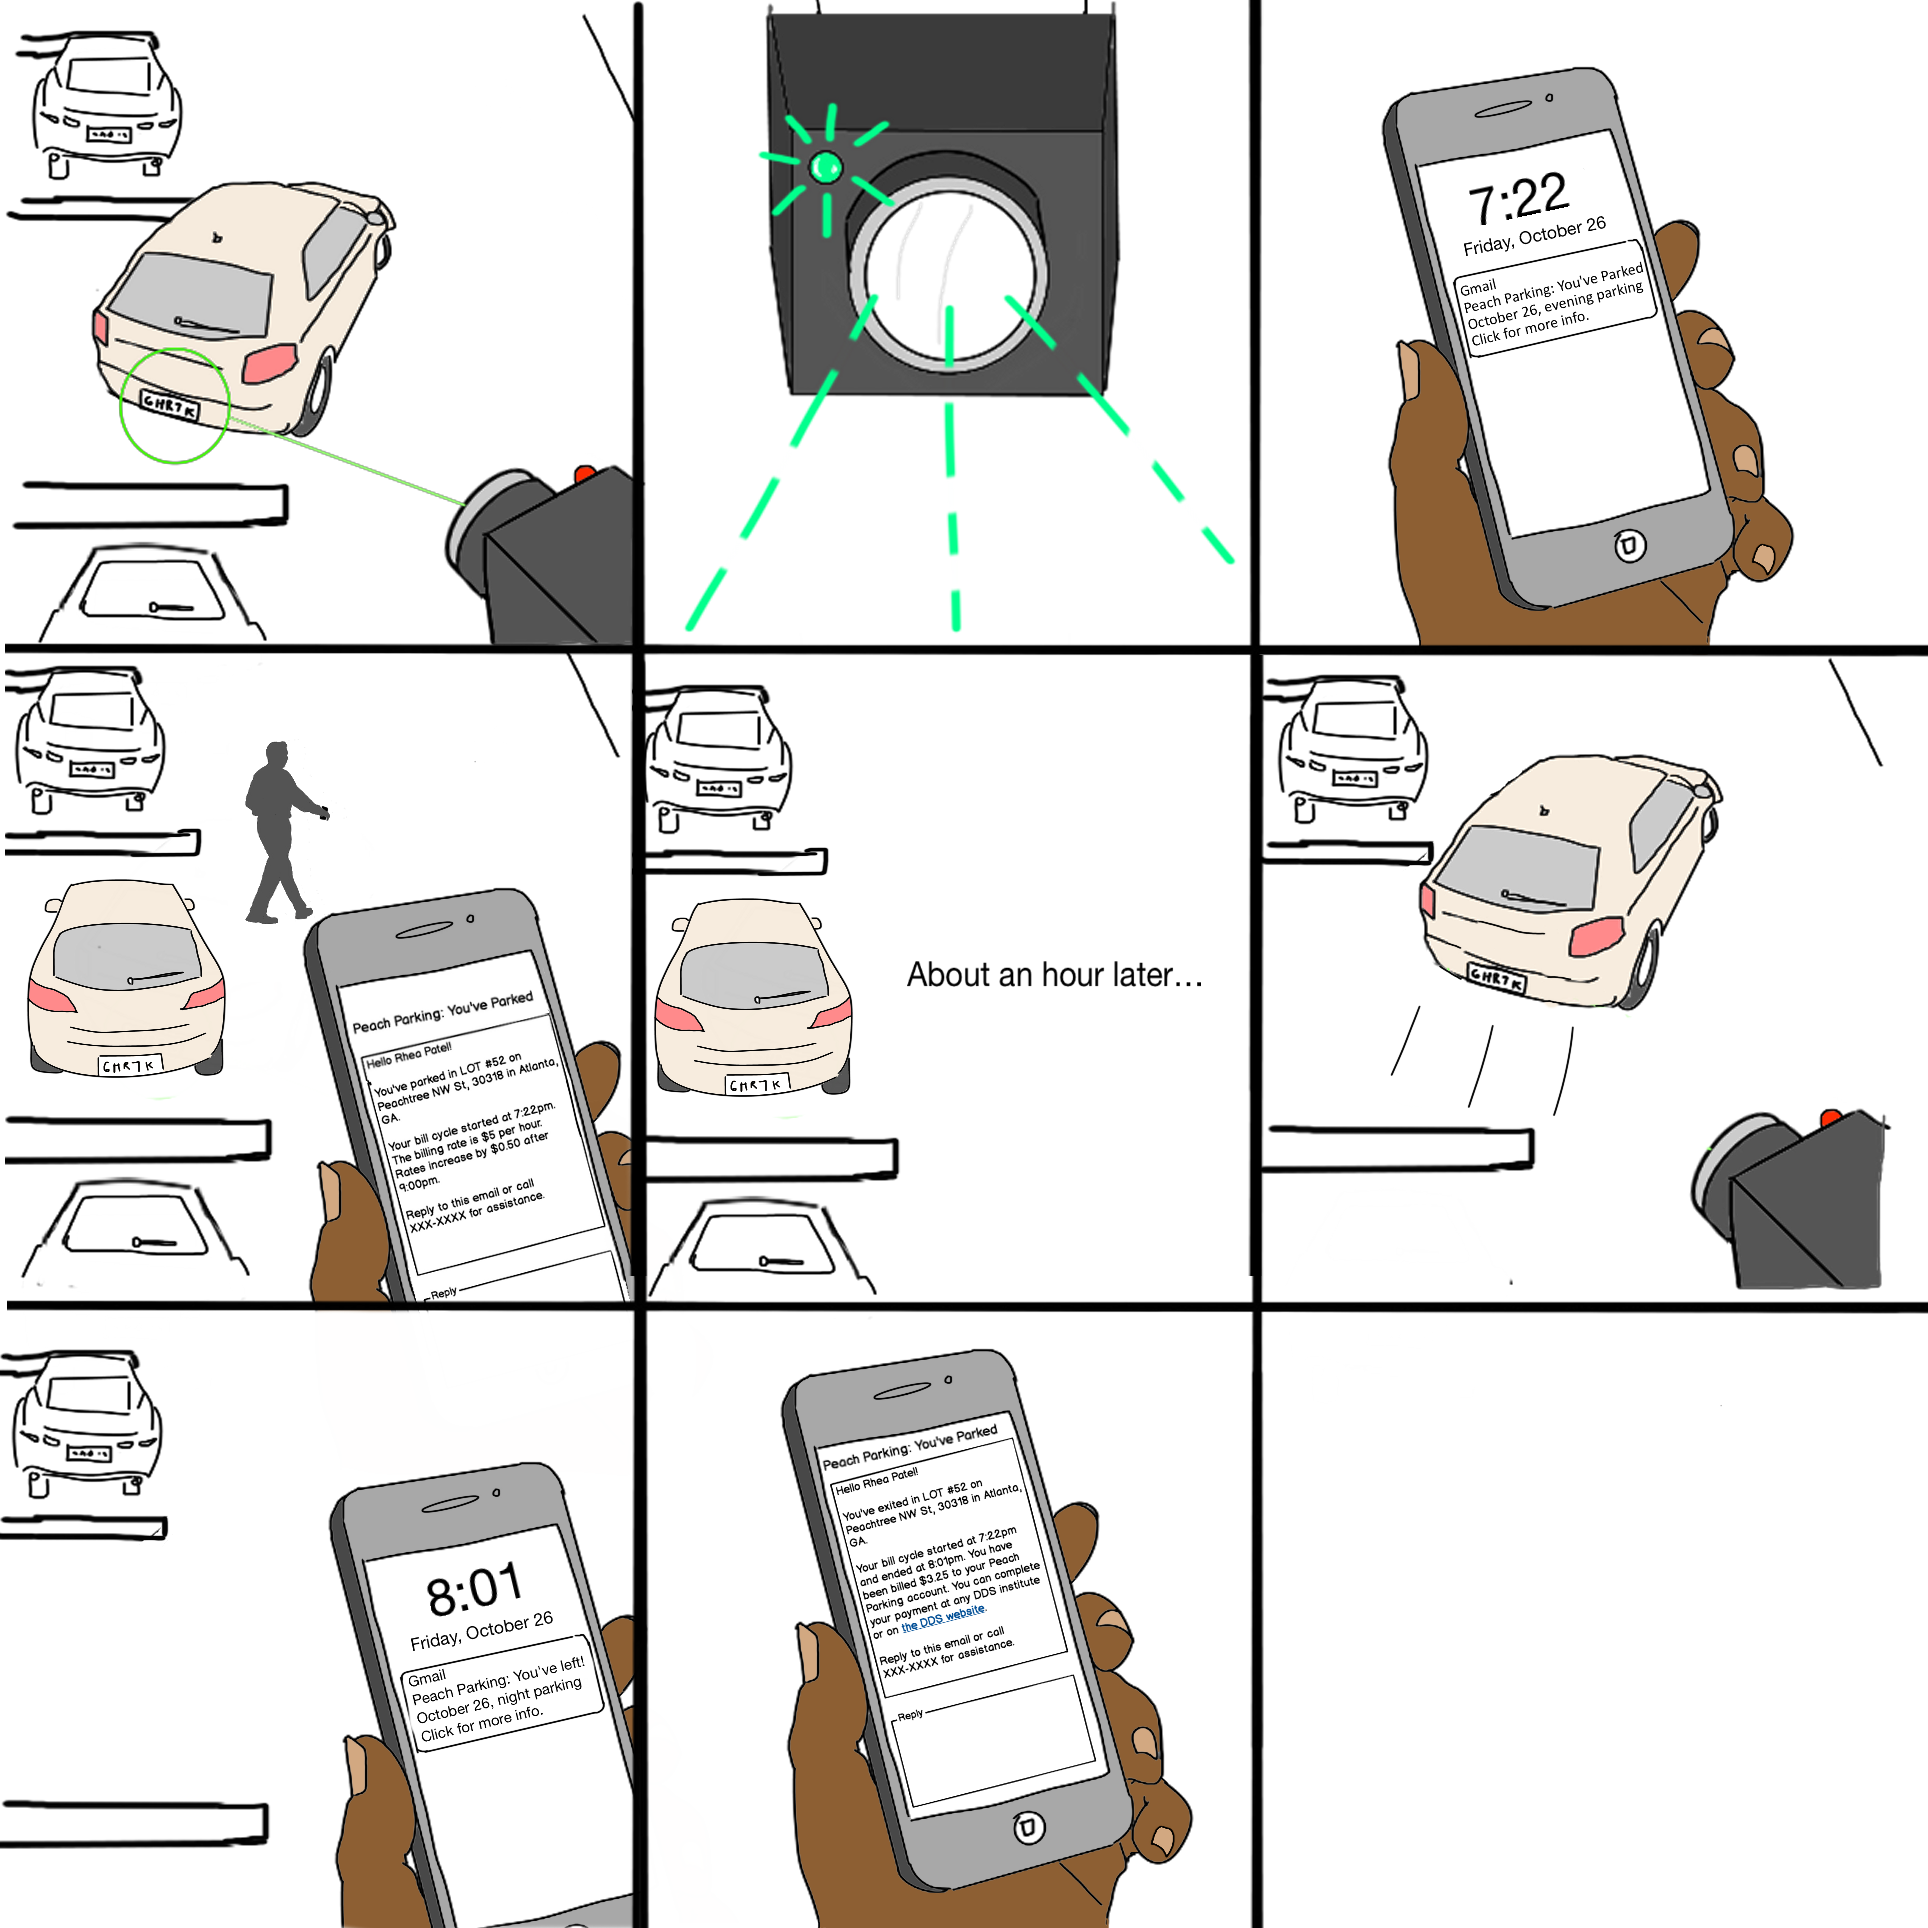 GHR7K
7:22
Friday, October 26
Gmail
Peach Parking: You've Parked
October 26, evening parking
Click for more info.
GHR7K
Peach Parking: You've Parked
Hello Rhea Patel!
You've parked in LOT #52 on
Peachtree NW St, 30318 in Atlanta,
GA.
Your bill cycle started at 7:22pm.
The billing rate is $5 per hour.
Rates increase by $0.50 after
9:00pm.
Reply to this email or call
XXX-XXXX for assistance.
Reply
GHR7K
About an hour later...
GHR7K
8:01
Friday, October 26
Gmail
Peach Parking: You've left!
October 26, night parking
Click for more info.
Peach Parking: You've Parked
Hello Rhea Patel!
You've exited in LOT #52 on
Peachtree NW St, 30318 in Atlanta,
GA.
Your bill cycle started at 7:22pm
and ended at 8:01pm. You have
been billed $3.25 to your Peach
Parking account. You can complete
your payment at any DDS institute
or on the DDS website.
Reply to this email or call
XXX-XXXX for assistance.
Reply